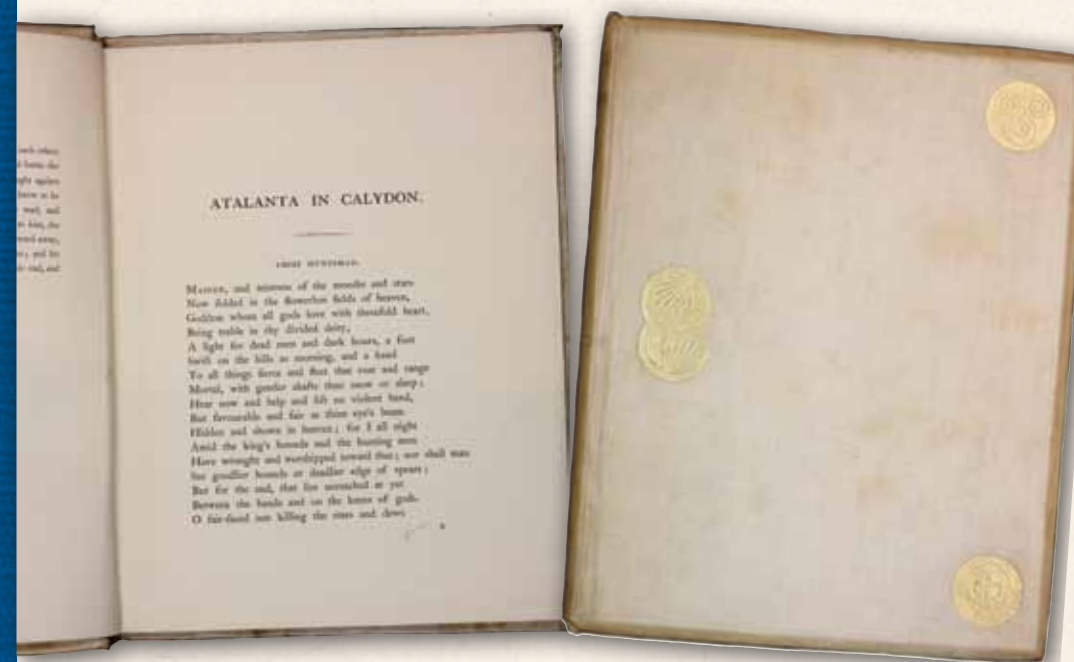 each other
ATALANTA IN CALYDON.
CHIEF HUNTSMAN.
MAIDEN, and mistress of the months and stars
Now folded in the flowerless fields of heaven,
Goddess whom all gods love with threefold heart,
Being treble in thy divided deity,
A light for dead men and dark hours, a foot
Swift on the hills as morning, and a hand
To all things fierce and fleet that roar and range
Mortal, with gentler shafts than snow or sleep;
Hear now and help and lift no violent hand,
But favourable and fair as thine eye's beam
Hidden and shown in heaven; for I all night
Amid the king's hounds and the hunting men
Have wrought and worshipped toward thee; nor shall man
See goodlier hounds or deadlier edge of spears;
But for the end, that lies unreached at yet
Between the hands and on the knees of gods.
O fair-faced sun killing the stars and dews